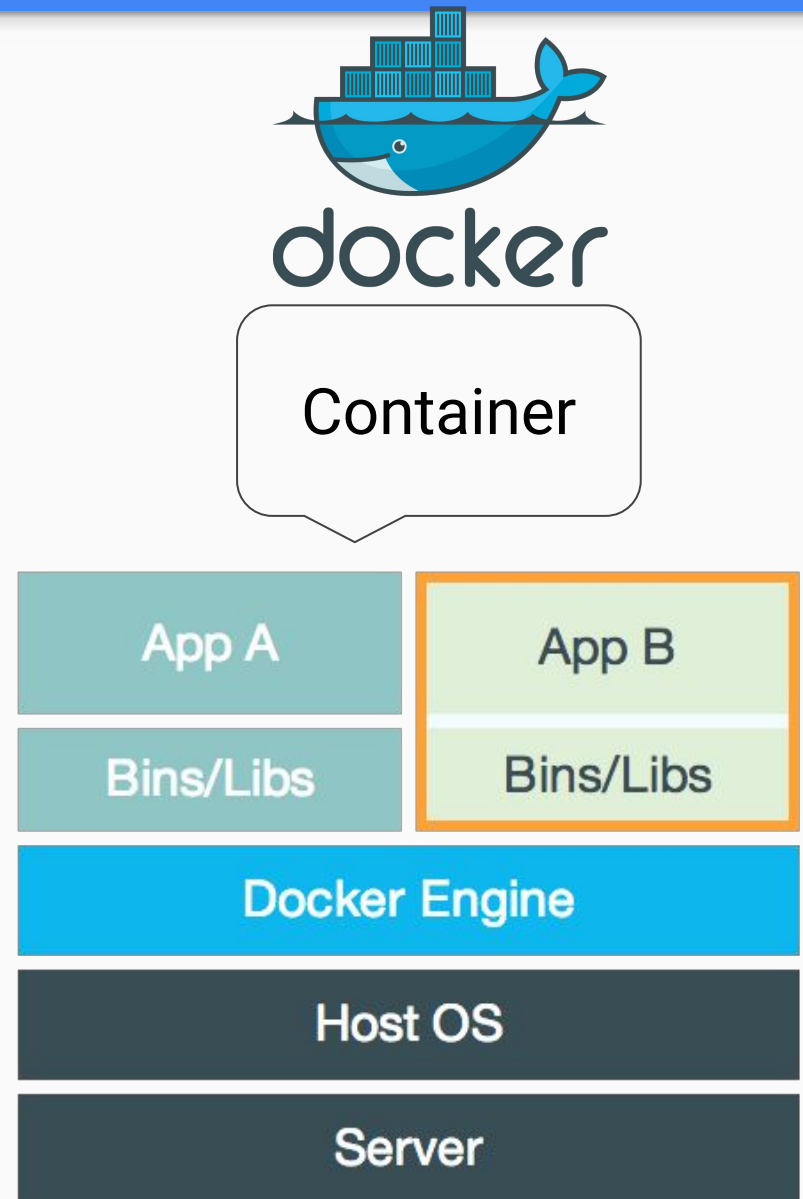 docker
Container
App A
App B
Bins/Libs
Bins/Libs
Docker Engine
Host OS
Server